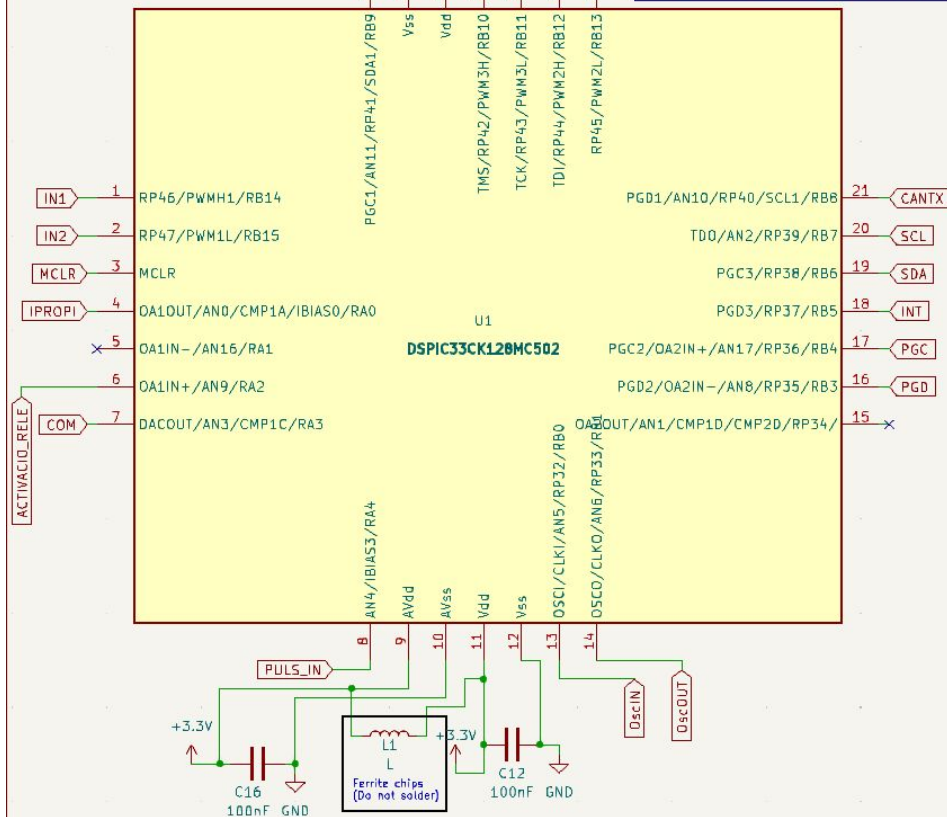 PGC1/AN11/RP41/SDA1/RB9
Vss
Vdd
TMS/RP42/PWM3H/RB10
TCK/RP43/PWM3L/RB11
TDI/RP44/PWM2H/RB12
RP45/PWM2L/RB13
IN1 1 RP46/PWMH1/RB14
PGD1/AN10/RP40/SCL1/RB8 21 CANTX
IN2 2 RP47/PWM1L/RB15
TDO/AN2/RP39/RB7 20 SCL
MCLR 3 MCLR
PGC3/RP38/RB6 19 SDA
IPROPI 4 OA1OUT/AN0/CMP1A/IBIAS0/RA0
PGD3/RP37/RB5 18 INT
U1
5 OA1IN-/AN16/RA1
DSPIC33CK128MC502
PGC2/OA2IN+/AN17/RP36/RB4 17 PGC
6 OA1IN+/AN9/RA2
PGD2/OA2IN-/AN8/RP35/RB3 16 PGD
ACTIVACIO_RELE
COM 7 DACOUT/AN3/CMP1C/RA3
OA2OUT/AN1/CMP1D/CMP2D/RP34/ 15
AN4/IBIAS3/RA4
AVdd
AVss
Vdd
Vss
OSCI/CLKI/AN5/RP32/RB0
OSCO/CLKO/AN6/RP33/RB1
8
9
10
11
12
13
14
PULS_IN
OscIN
OscOUT
+3.3V
C16
100nF GND
L1
L
Ferrite chips
(Do not solder)
+3.3V
C12
100nF GND